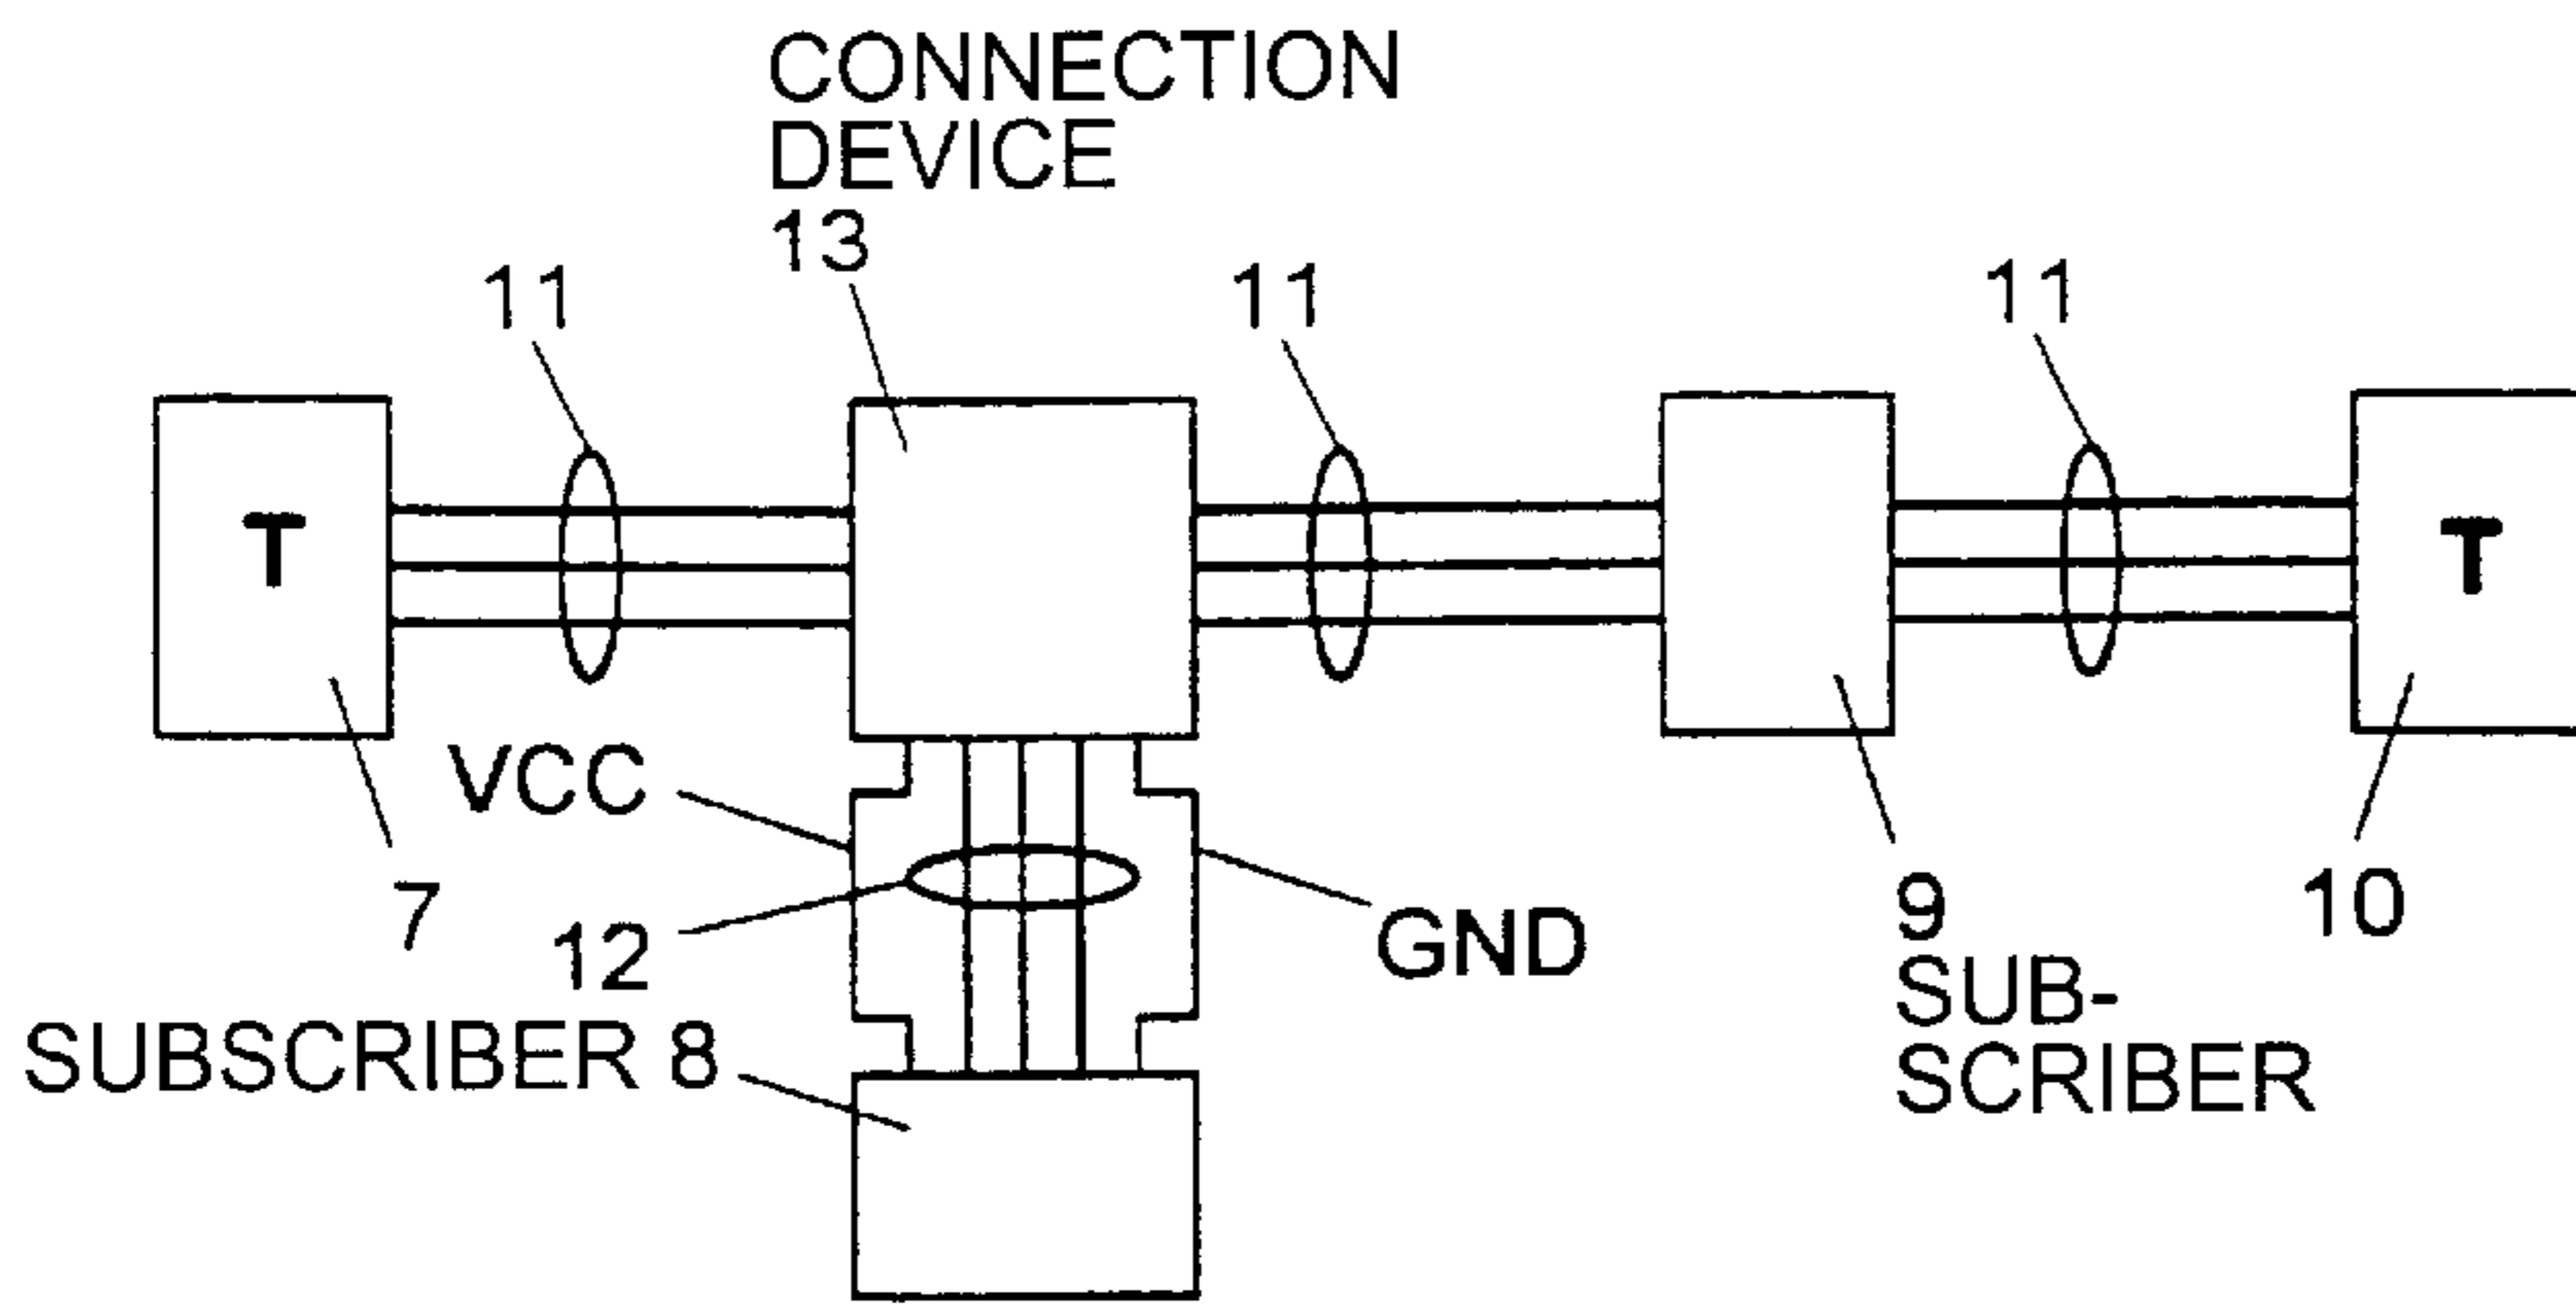 CONNECTION
DEVICE
13
11
11
11
T
T
VCC
7
12
GND
9
SUB-
SCRIBER
10
SUBSCRIBER 8